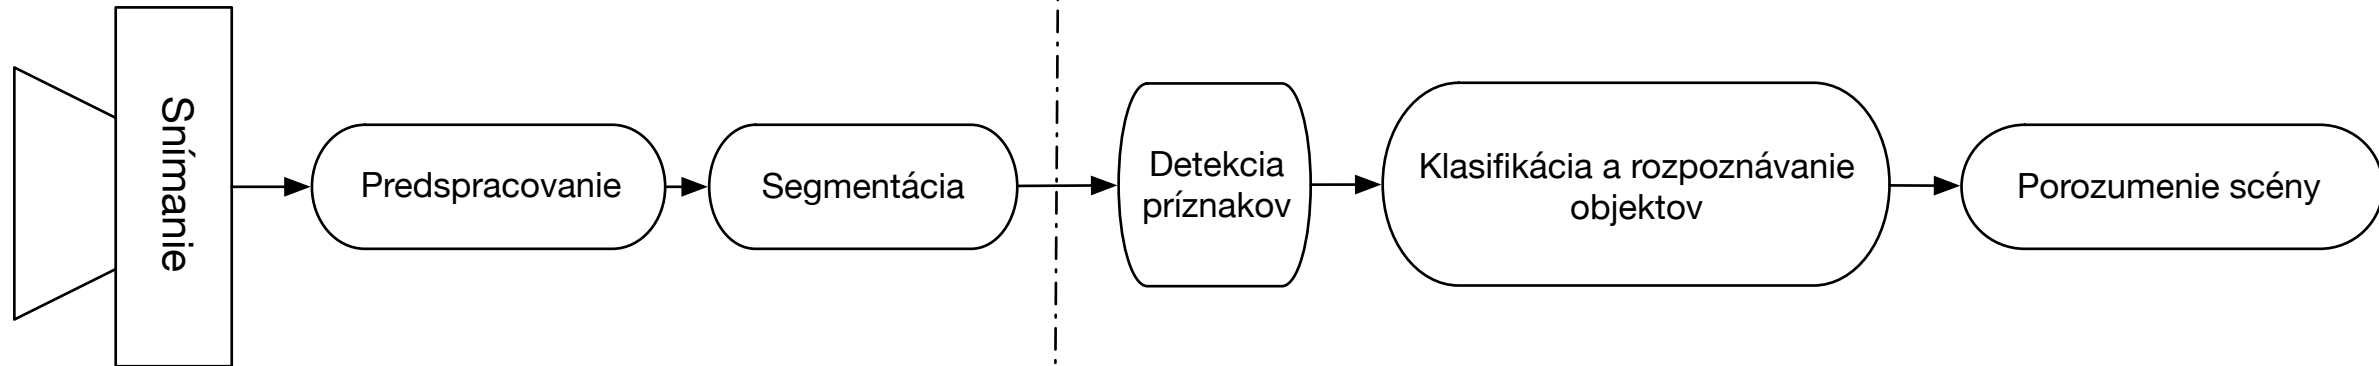 Snímanie
Predspracovanie
Segmentácia
Detekcia
príznakov
Klasifikácia a rozpoznávanie
objektov
Porozumenie scény